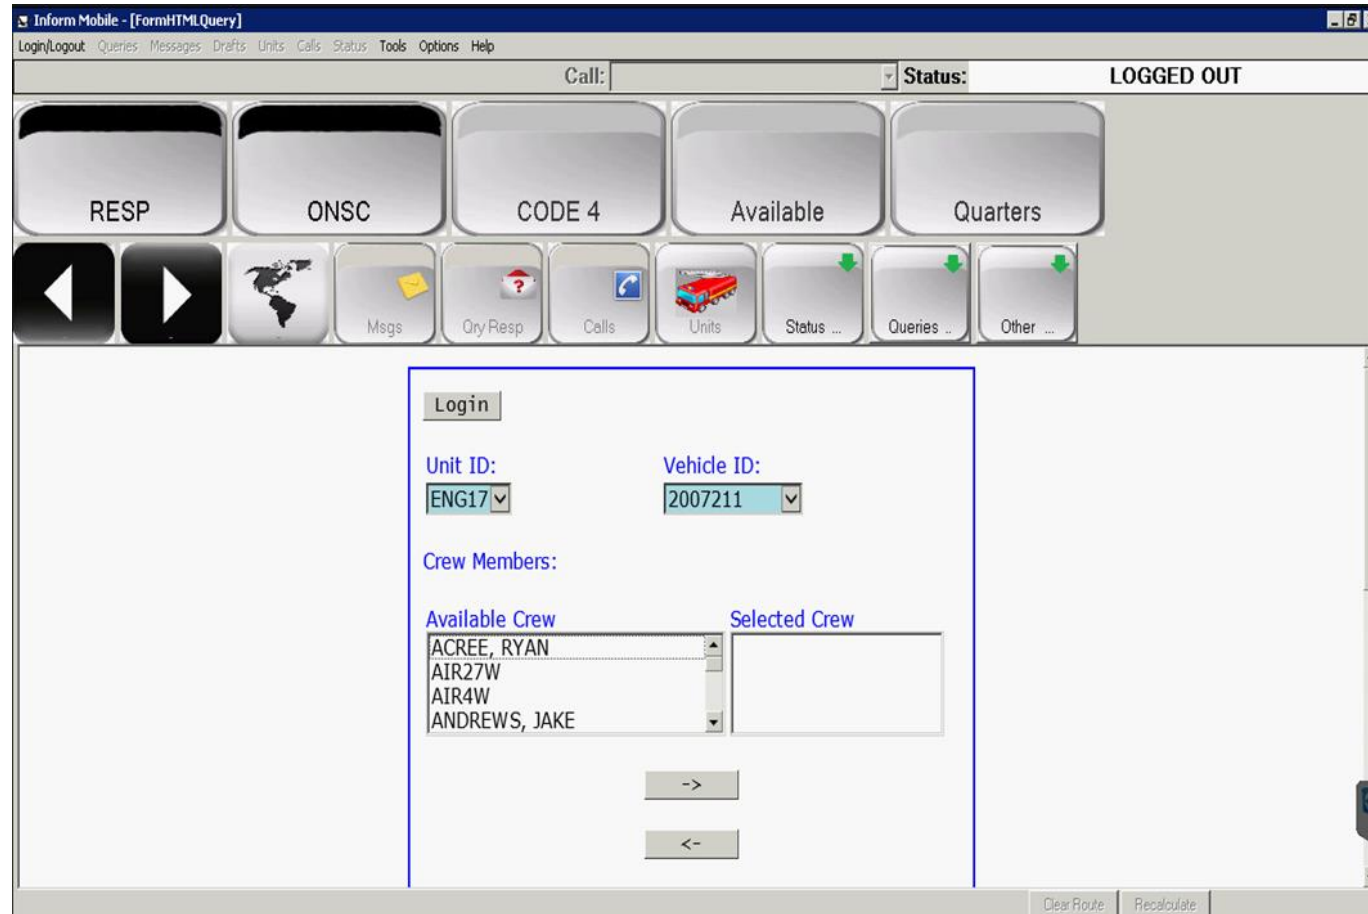 Inform Mobile - [FormHTMLQuery]
Login/Logout Queries Messages Drafts Units Calls Status Tools Options Help
Call: Status: LOGGED OUT
RESP ONSC CODE 4 Available Quarters
Msgs Qry Resp Calls Units Status ... Queries .. Other ...
Login
Unit ID: Vehicle ID:
ENG17 2007211
Crew Members:
Available Crew Selected Crew
ACREE, RYAN
AIR27W
AIR4W
ANDREWS, JAKE
->
<-
Clear Route Recalculate